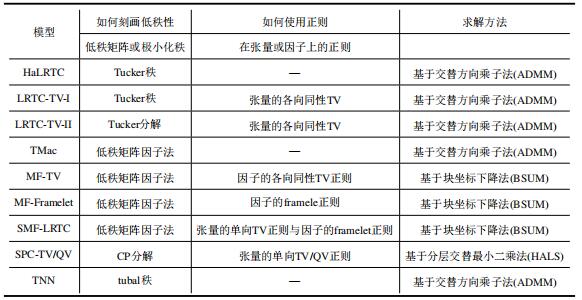 模型 如何刻画低秩性 如何使用正则 求解方法
低秩矩阵或极小化秩 在张量或因子上的正则
HaLRTC Tucker秩 — 基于交替方向乘子法(ADMM)
LRTC-TV-I Tucker秩 张量的各向同性TV 基于交替方向乘子法(ADMM)
LRTC-TV-II Tucker分解 张量的各向同性TV 基于交替方向乘子法(ADMM)
TMac 低秩矩阵因子法 — 基于交替方向乘子法(ADMM)
MF-TV 低秩矩阵因子法 因子的各向同性TV正则 基于块坐标下降法(BSUM)
MF-Framelet 低秩矩阵因子法 因子的framele正则 基于块坐标下降法(BSUM)
SMF-LRTC 低秩矩阵因子法 张量的单向TV正则与因子的framelet正则 基于块坐标下降法(BSUM)
SPC-TV/QV CP分解 张量的单向TV/QV正则 基于分层交替最小二乘法(HALS)
TNN tubal秩 — 基于交替方向乘子法(ADMM)